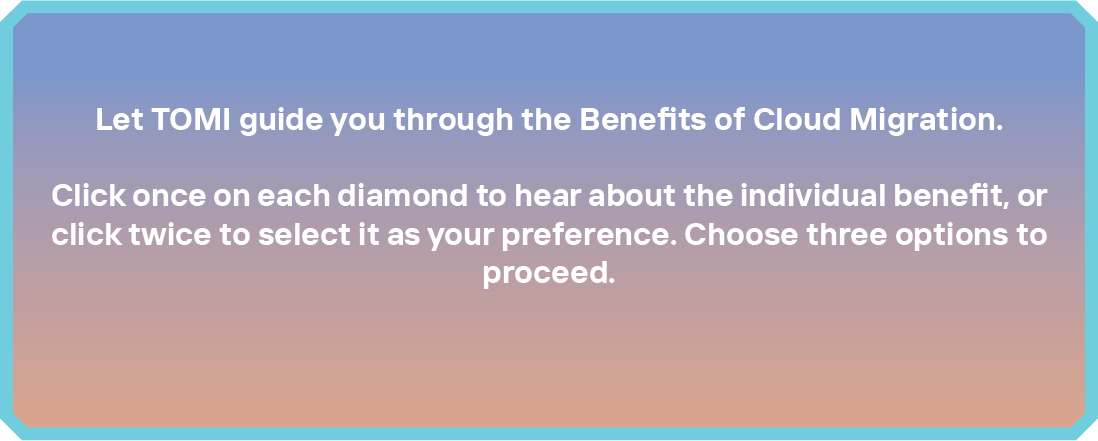 Let TOMI guide you through the Benefits of Cloud Migration.
Click once on each diamond to hear about the individual benefit, or
click twice to select it as your preference. Choose three options to
proceed.